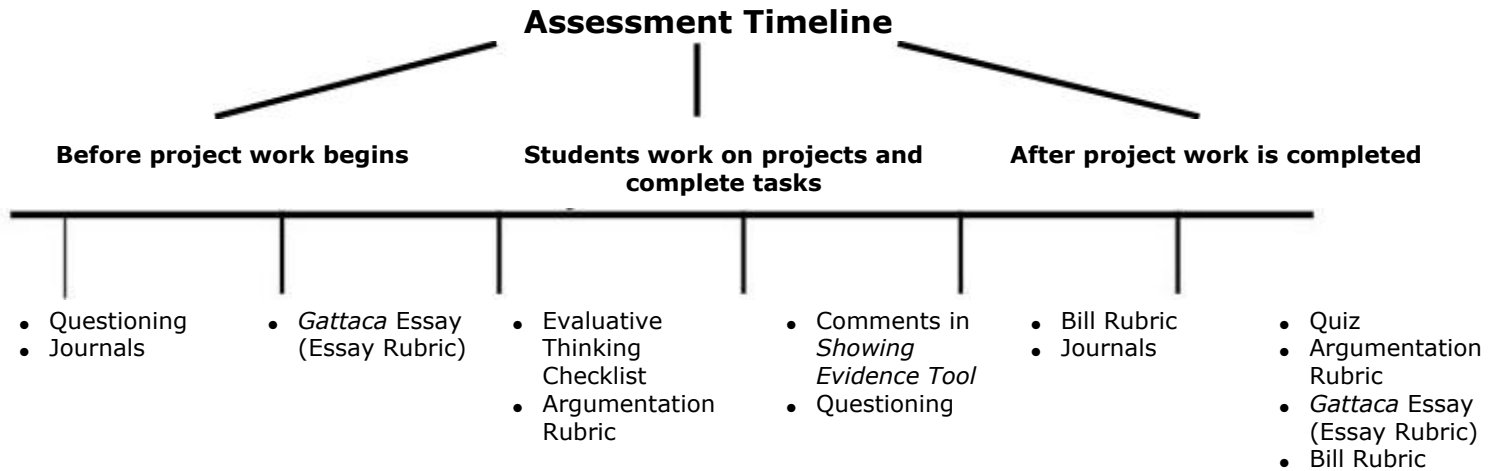 Assessment Timeline
Before project work begins
Students work on projects and
complete tasks
After project work is completed
• Questioning
• Journals
• Gattaca Essay
(Essay Rubric)
• Evaluative
Thinking
Checklist
• Argumentation
Rubric
• Comments in
Showing
Evidence Tool
• Questioning
• Bill Rubric
• Journals
• Quiz
• Argumentation
Rubric
• Gattaca Essay
(Essay Rubric)
• Bill Rubric